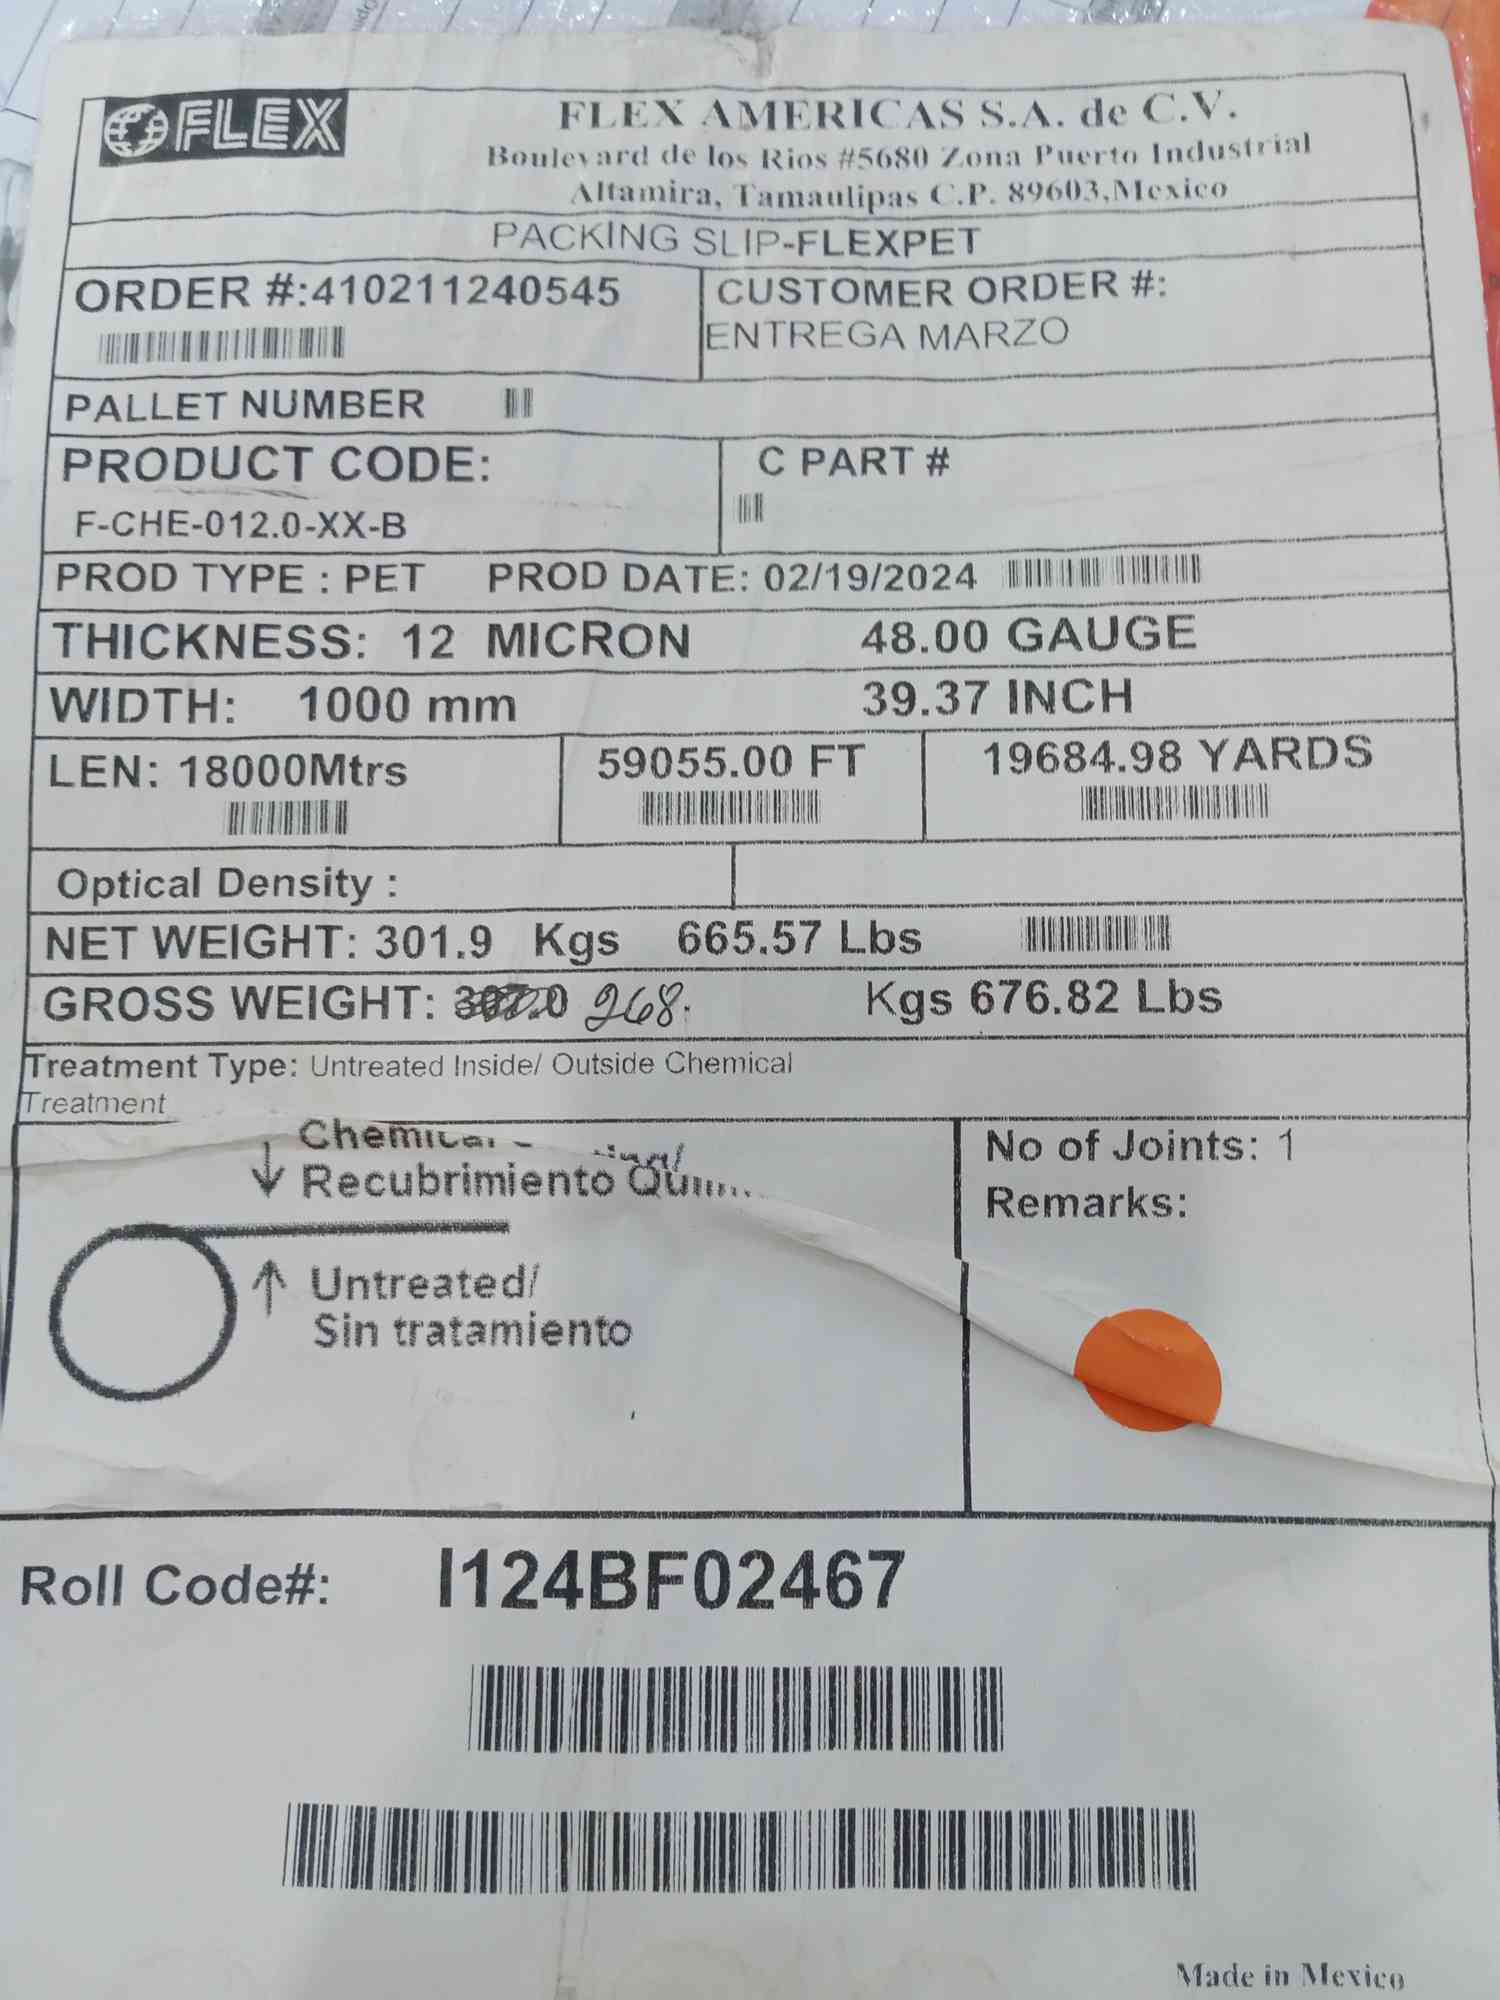 FLEX
FLEX AMERICAS S.A. de C.V.
Boulevard de los Rios #5680 Zona Puerto Industrial
Altamira, Tamaulipas C.P. 89603,Mexico
PACKING SLIP-FLEXPET
ORDER #:410211240545
CUSTOMER ORDER #:
ENTREGA MARZO
PALLET NUMBER
PRODUCT CODE:
C PART #
F-CHE-012.0-XX-B
PROD TYPE : PET PROD DATE: 02/19/2024
THICKNESS: 12 MICRON 48.00 GAUGE
WIDTH: 1000 mm 39.37 INCH
LEN: 18000Mtrs 59055.00 FT 19684.98 YARDS
Optical Density :
NET WEIGHT: 301.9 Kgs 665.57 Lbs
GROSS WEIGHT: 268. Kgs 676.82 Lbs
Treatment Type: Untreated Inside/ Outside Chemical
Treatment
Recubrimiento
Untreated/
Sin tratamiento
No of Joints: 1
Remarks:
Roll Code#: I124BF02467
Made in Mexico